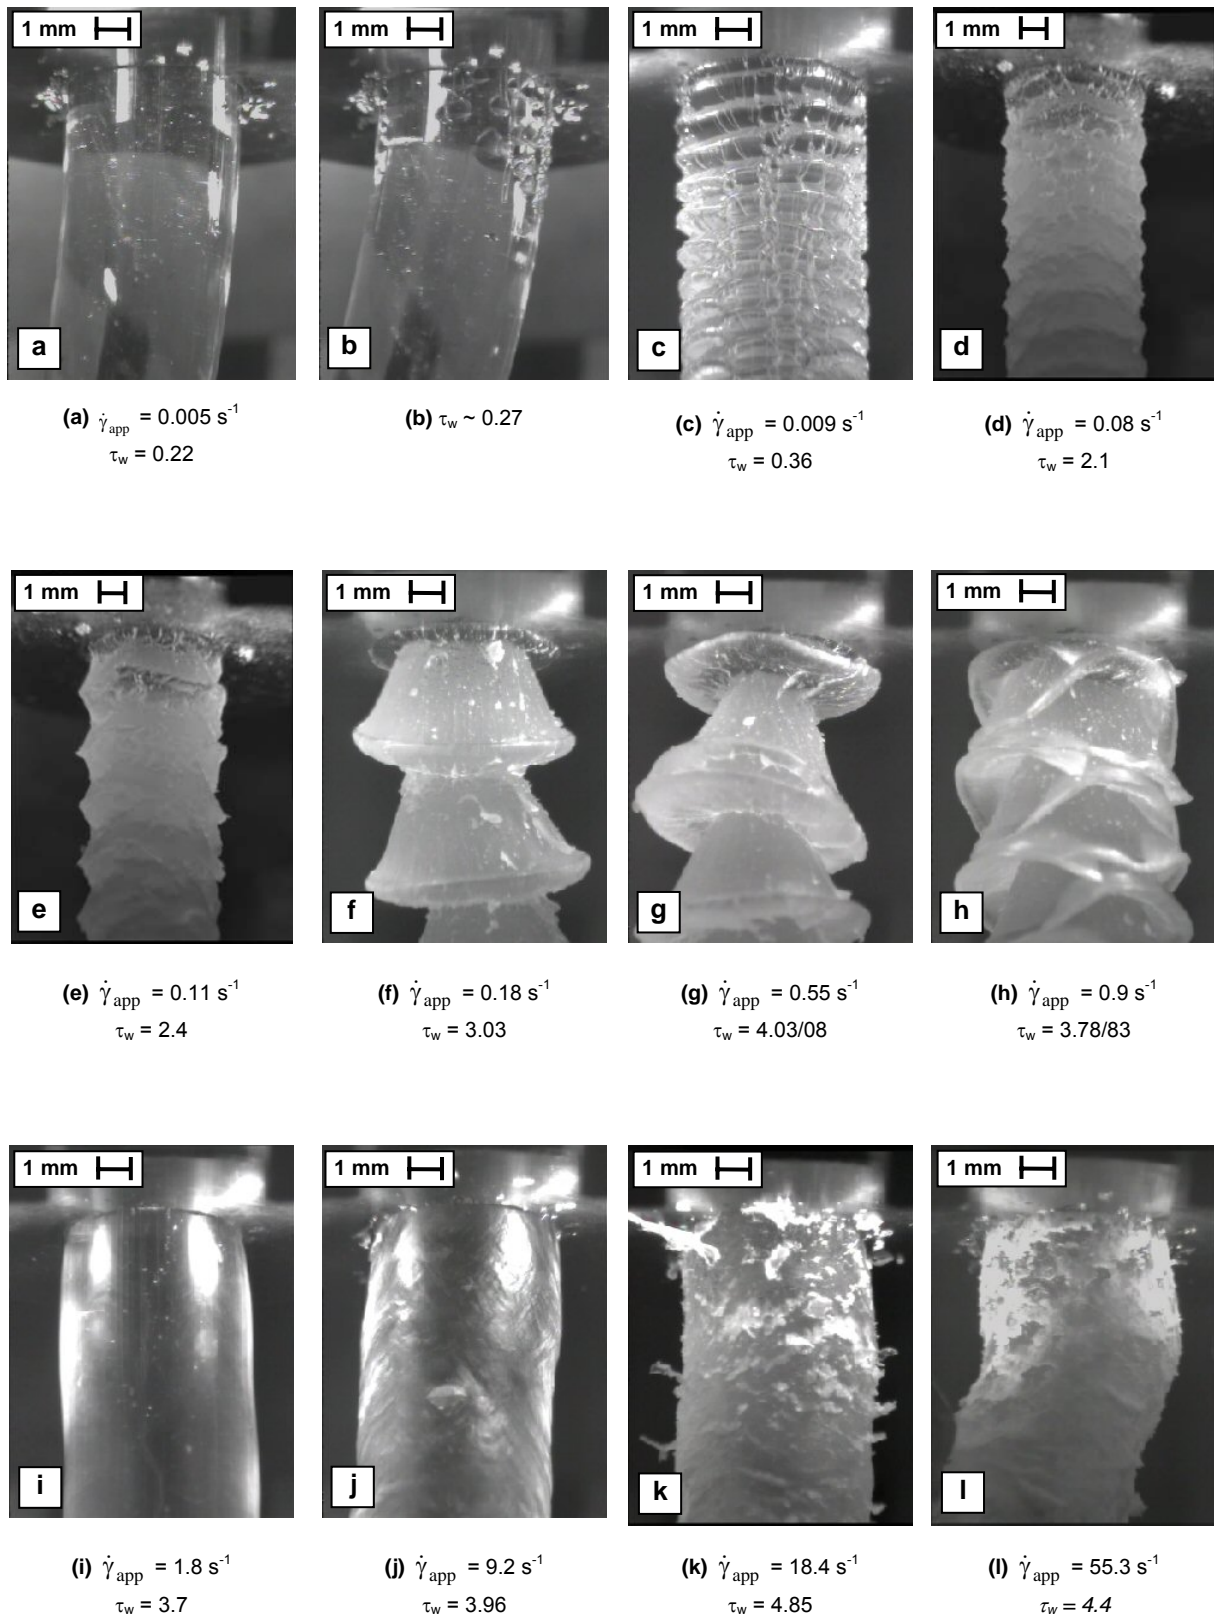 1 mm
1 mm
1 mm
1 mm
a
b
c
d
(a) γ̇app = 0.005 s-1
τw = 0.22
(b) τw ~ 0.27
(c) γ̇app = 0.009 s-1
τw = 0.36
(d) γ̇app = 0.08 s-1
τw = 2.1
1 mm
1 mm
1 mm
1 mm
e
f
g
h
(e) γ̇app = 0.11 s-1
τw = 2.4
(f) γ̇app = 0.18 s-1
τw = 3.03
(g) γ̇app = 0.55 s-1
τw = 4.03/08
(h) γ̇app = 0.9 s-1
τw = 3.78/83
1 mm
1 mm
1 mm
1 mm
i
j
k
l
(i) γ̇app = 1.8 s-1
τw = 3.7
(j) γ̇app = 9.2 s-1
τw = 3.96
(k) γ̇app = 18.4 s-1
τw = 4.85
(l) γ̇app = 55.3 s-1
τw = 4.4